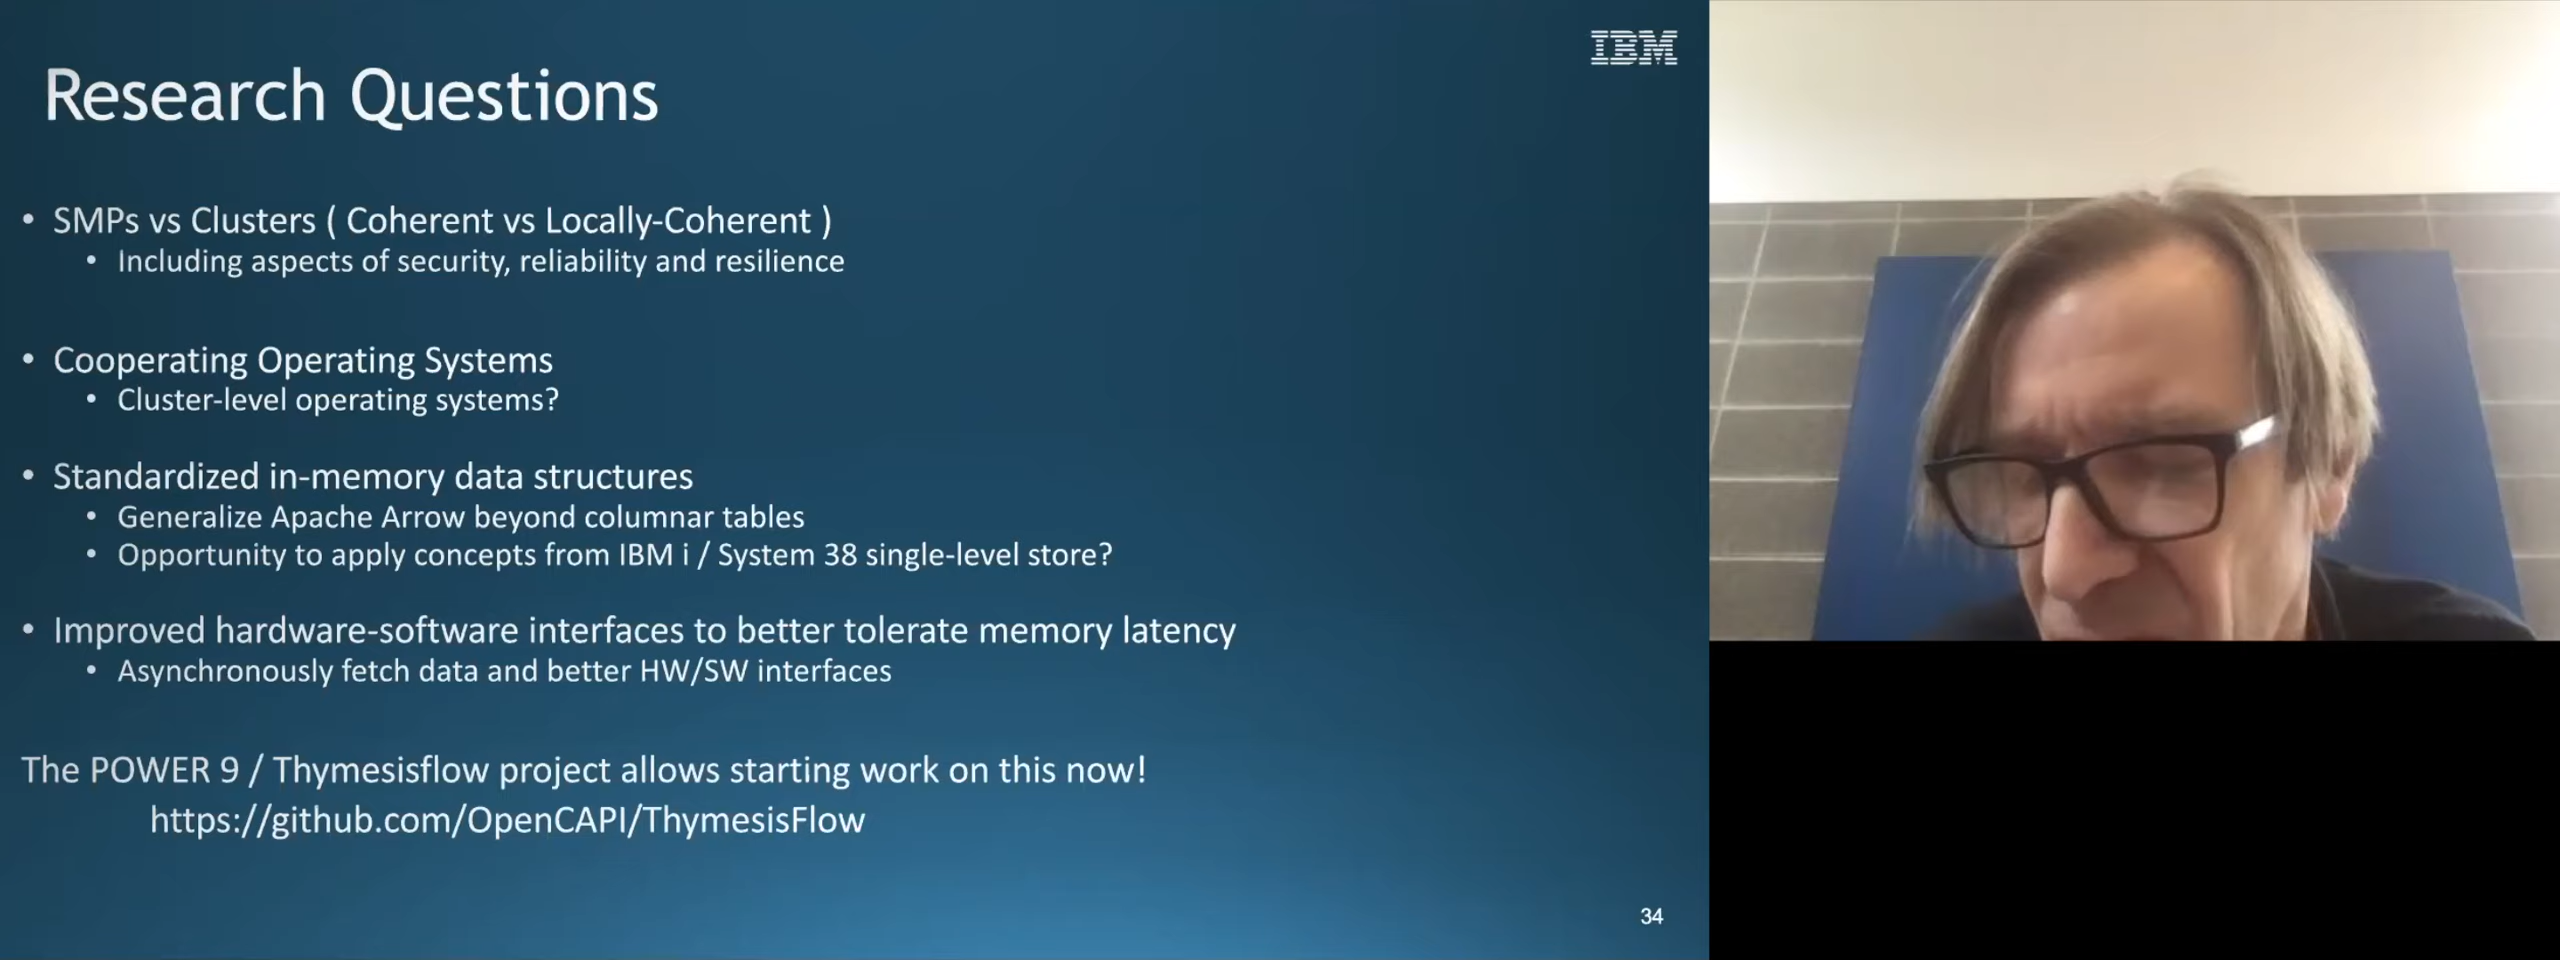 IBM
Research Questions
• SMPs vs Clusters ( Coherent vs Locally-Coherent )
• Including aspects of security, reliability and resilience
• Cooperating Operating Systems
• Cluster-level operating systems?
• Standardized in-memory data structures
• Generalize Apache Arrow beyond columnar tables
• Opportunity to apply concepts from IBM i / System 38 single-level store?
• Improved hardware-software interfaces to better tolerate memory latency
• Asynchronously fetch data and better HW/SW interfaces
The POWER 9 / Thymesisflow project allows starting work on this now!
https://github.com/OpenCAPI/ThymesisFlow
34